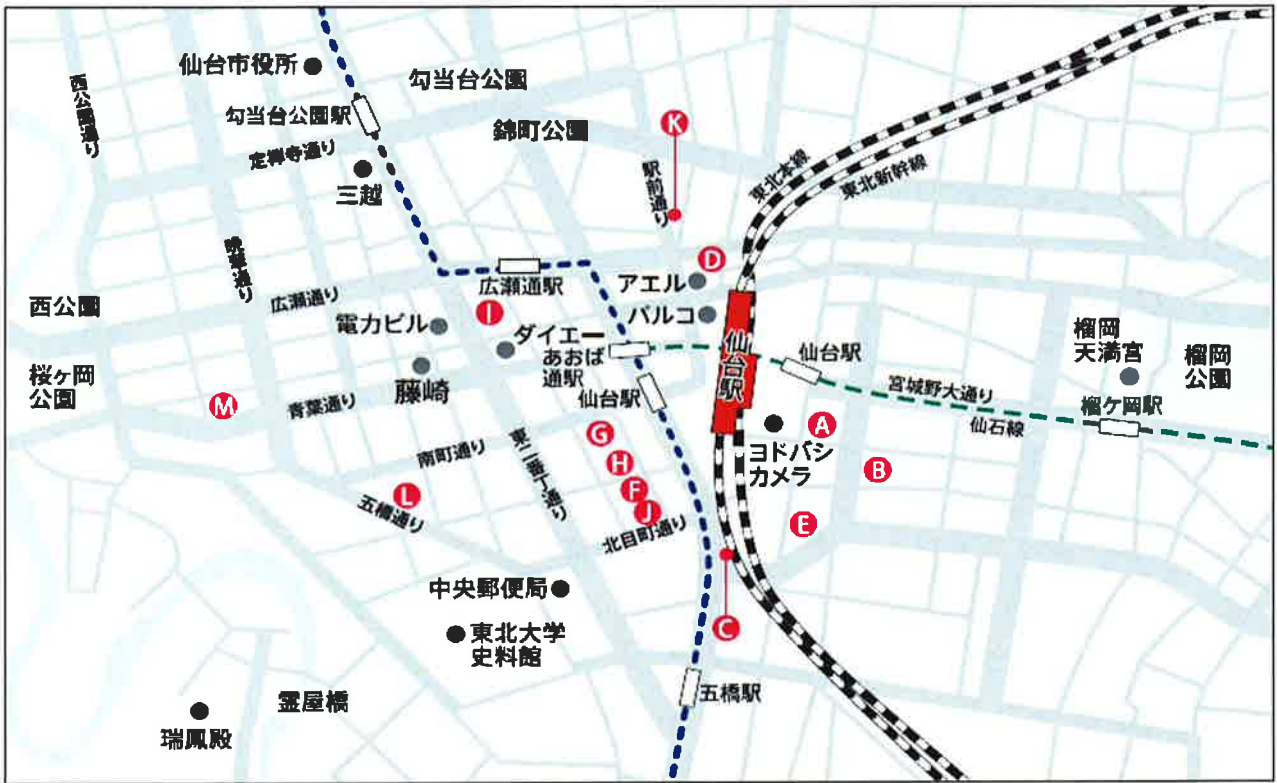 仙台市役所
勾当台公園
西公園通り
勾当台公園駅
錦町公園
K
定禅寺通り
三越
駅前通り
東北本線
東北新幹線
晩翠通り
D
広瀬通駅
アエル
西公園
広瀬通り
I
電力ビル
ダイエー
パルコ
仙台駅
あおば
通駅
仙台駅
榴岡
天満宮
榴岡
公園
桜ヶ岡
公園
藤崎
仙台駅
宮城野大通り
榴ケ岡駅
M
青葉通り
仙石線
A
G
ヨドバシ
カメラ
南町通り
東二番丁通り
H
B
L
F
五橋通り
J
E
北目町通り
中央郵便局
C
東北大学
史料館
五橋駅
霊屋橋
瑞鳳殿